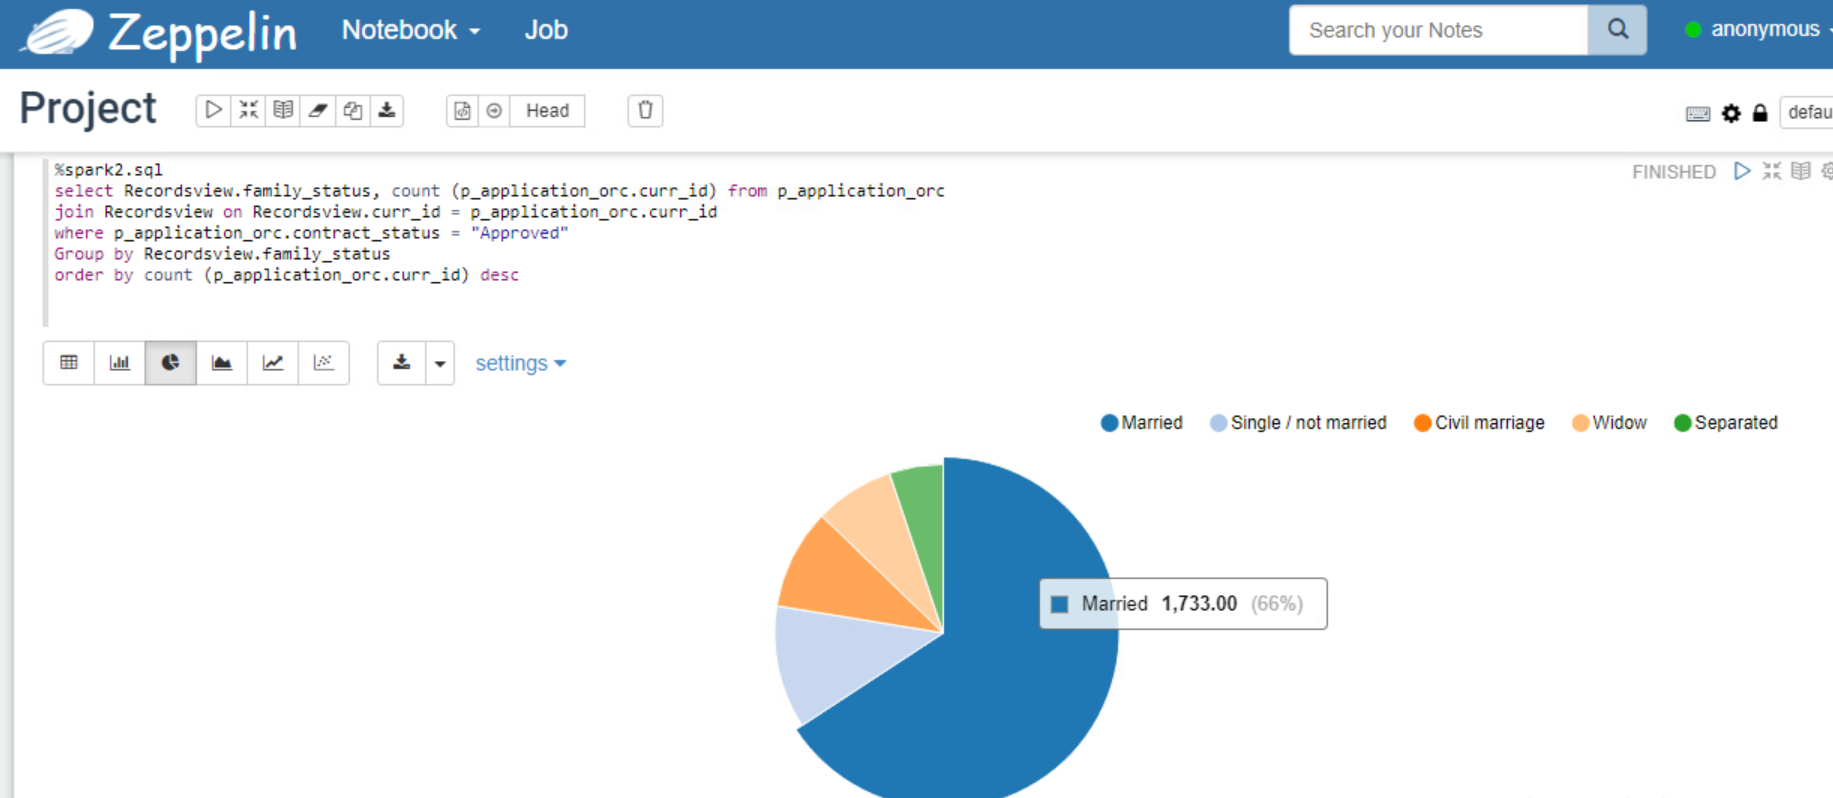 Zeppelin Notebook Job Search your Notes anonymous
Project Head defau
%spark2.sql FINISHED
select Recordsview.family_status, count (p_application_orc.curr_id) from p_application_orc
join Recordsview on Recordsview.curr_id = p_application_orc.curr_id
where p_application_orc.contract_status = "Approved"
Group by Recordsview.family_status
order by count (p_application_orc.curr_id) desc
settings
Married Single / not married Civil marriage Widow Separated
Married 1,733.00 (66%)